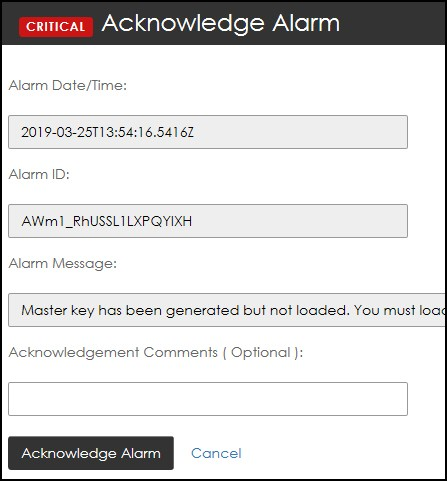 CRITICAL Acknowledge Alarm
Alarm Date/Time:
2019-03-25T13:54:16.5416Z
Alarm ID:
AWm1_RhUSSL1LXPQYIXH
Alarm Message:
Master key has been generated but not loaded. You must load
Acknowledgement Comments ( Optional ):
Acknowledge Alarm Cancel